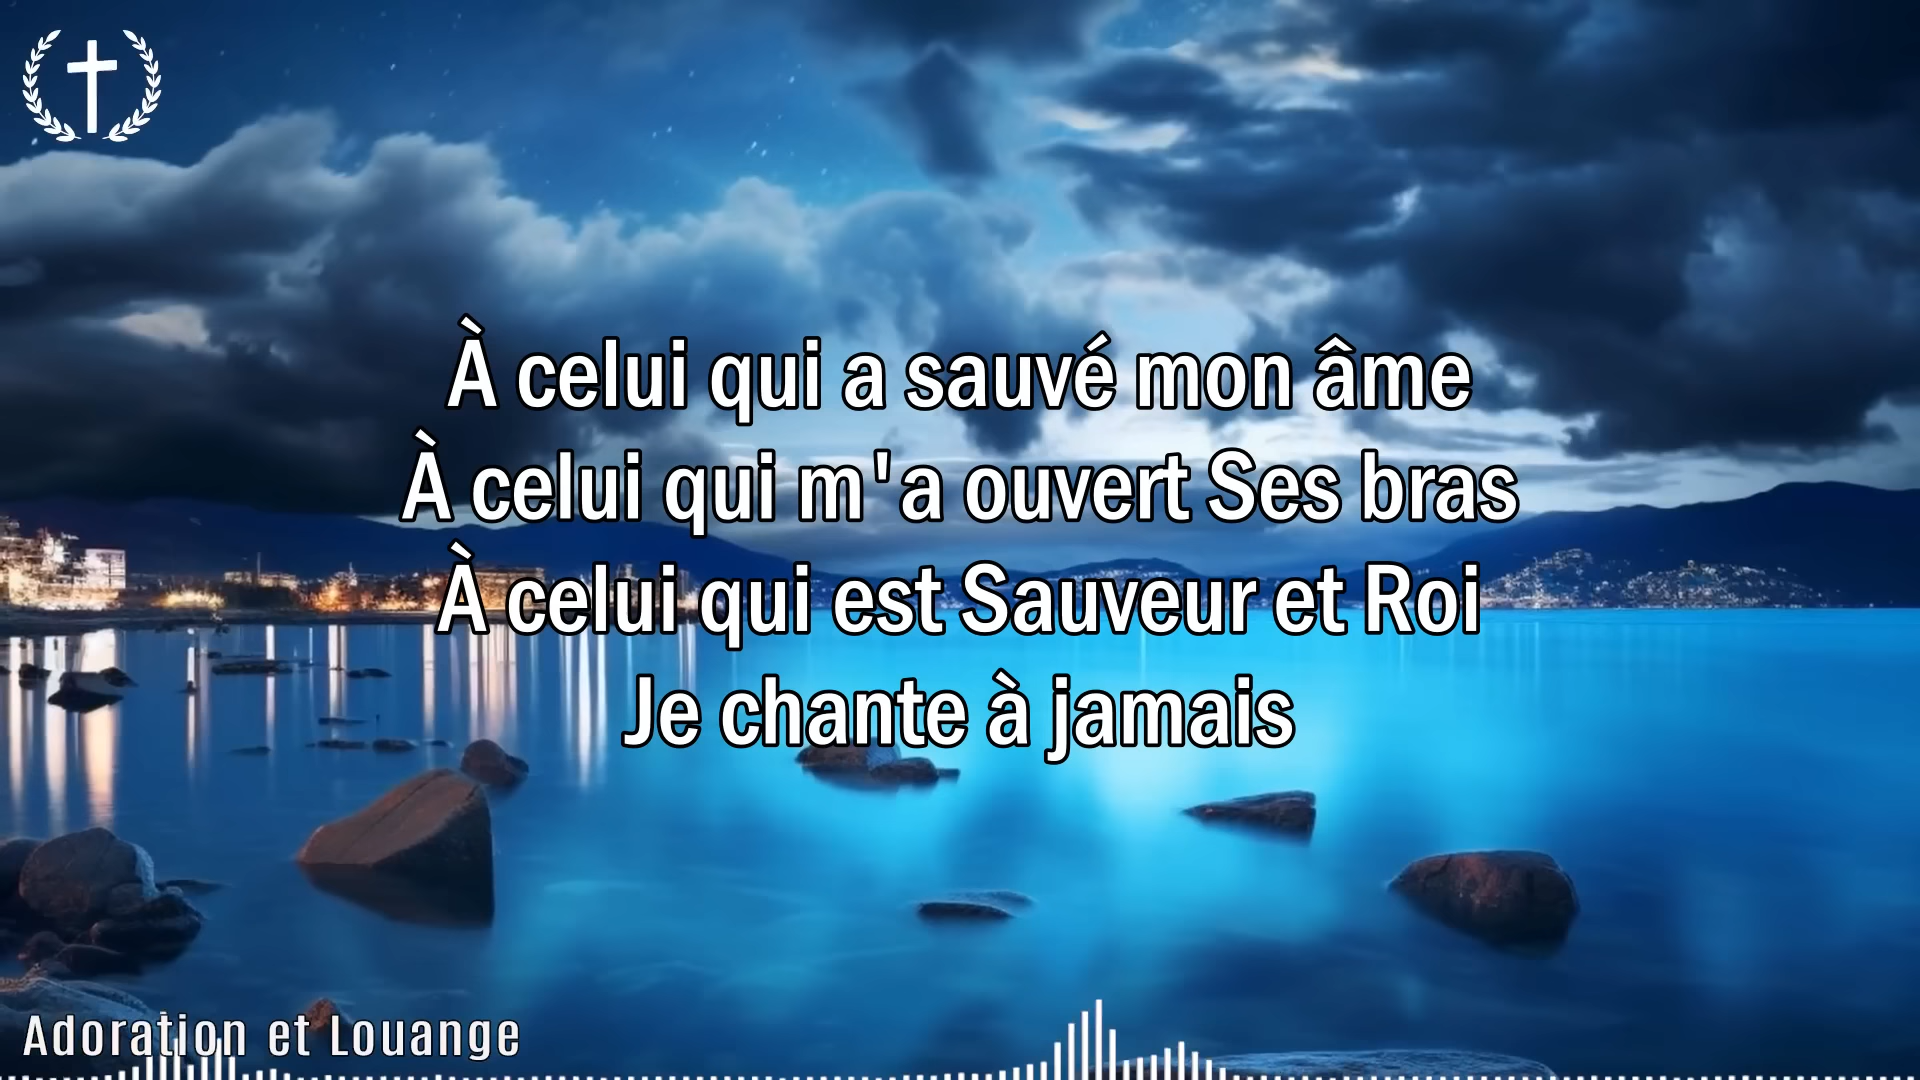 À celui qui a sauvé mon âme
À celui qui m'a ouvert Ses bras
À celui qui est Sauveur et Roi
Je chante à jamais
Adoration et Louange